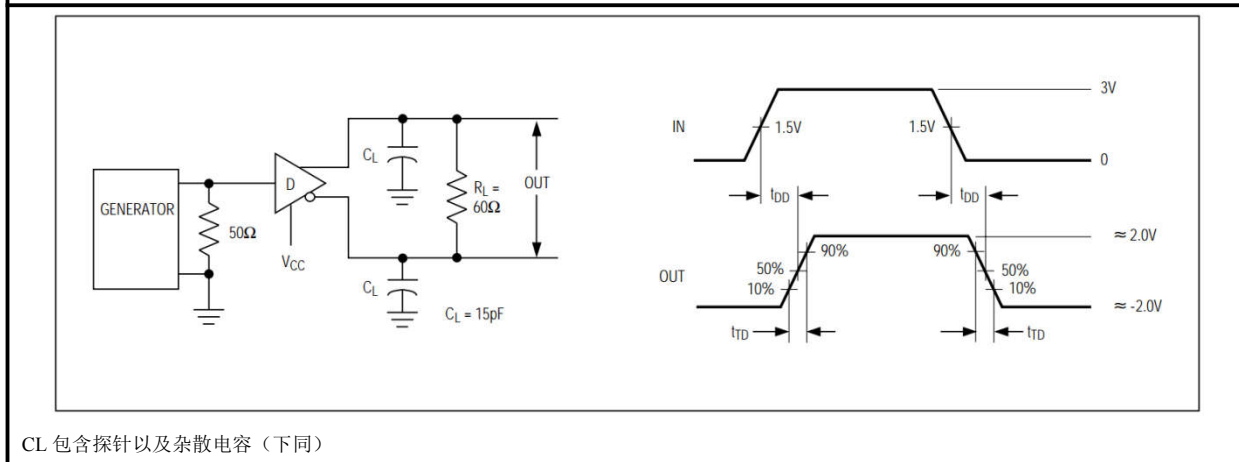 GENERATOR
50Ω
D
VCC
CL
CL
CL = 15pF
RL =
60Ω
OUT
IN
1.5V
1.5V
3V
0
tDD
tDD
OUT
90%
50%
10%
90%
50%
10%
≈ 2.0V
≈ -2.0V
tTD
tTD
CL 包含探针以及杂散电容（下同）